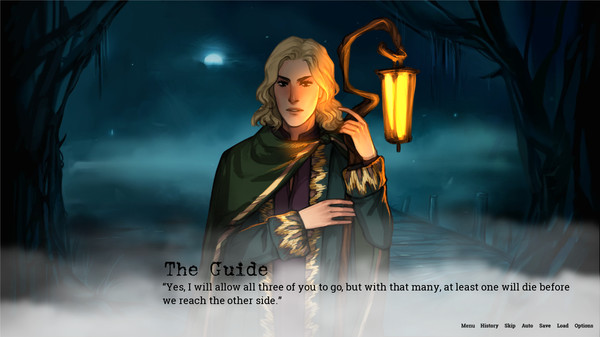 The Guide
“Yes, I will allow all three of you to go, but with that many, at least one will die before
we reach the other side.”
Menu History Skip Auto Save Load Options